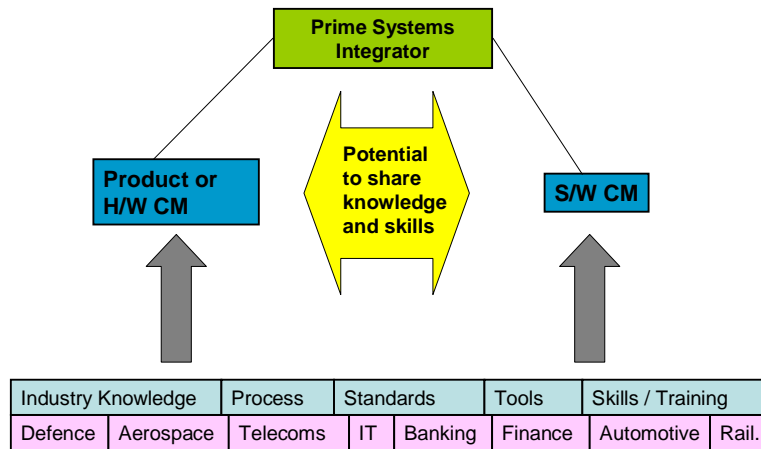 Prime Systems
Integrator
Potential
to share
knowledge
and skills
Product or
H/W CM
S/W CM
Industry Knowledge Process Standards Tools Skills / Training
Defence Aerospace Telecoms IT Banking Finance Automotive Rail.